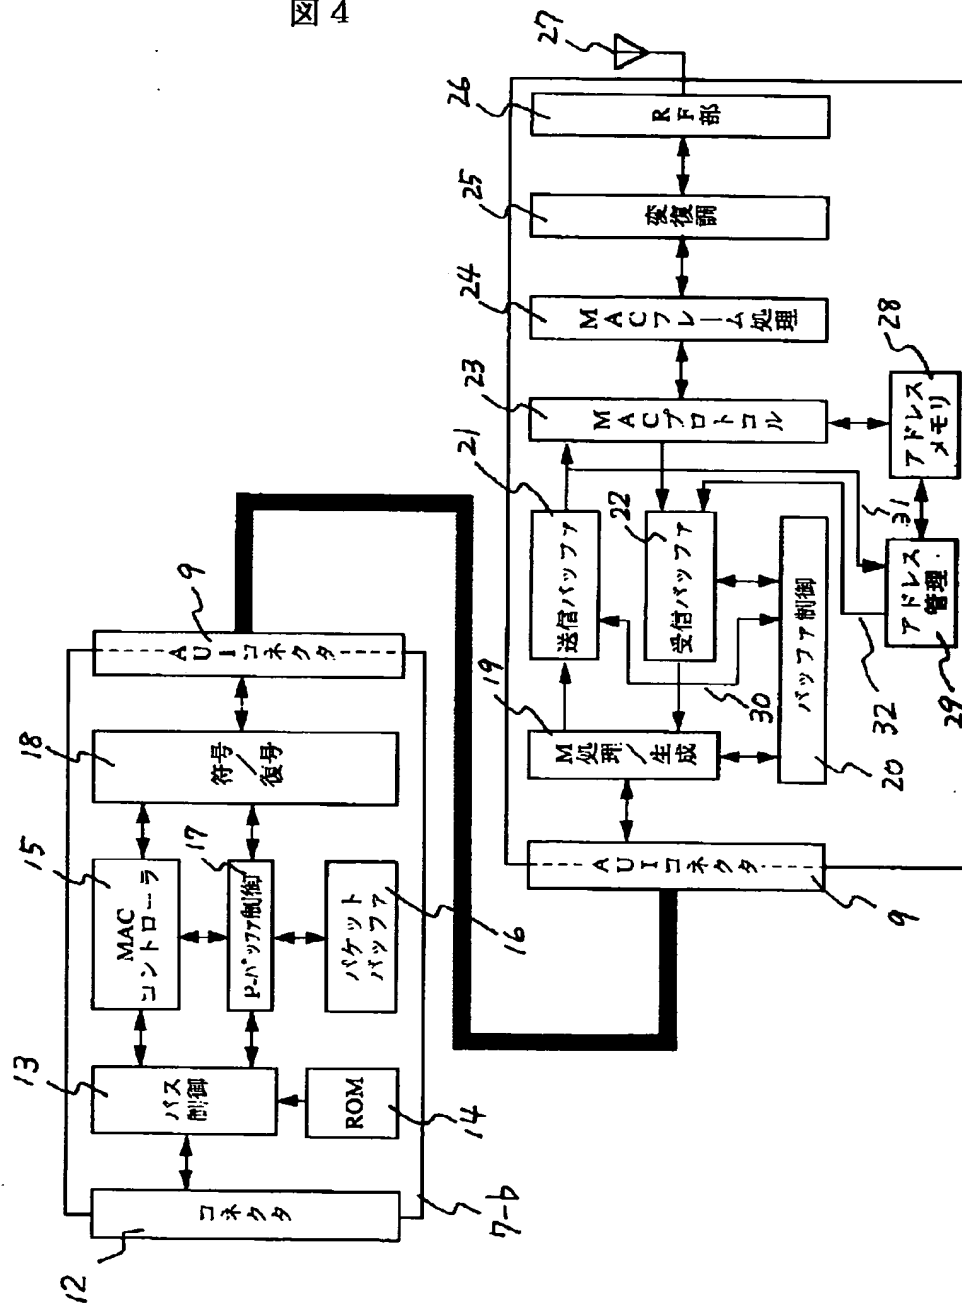 図4
12
コネクタ
7-b
13
バス
制御
ROM
14
15
MAC
コントローラ
17
P-バッファ制御
パケット
バッファ
16
18
符号
/
復号
AUIコネクタ
9
AUIコネクタ
9
19
M処理/生成
20
バッファ制御
21
送信バッファ
22
受信バッファ
30
23
MACプロトコル
24
MACフレーム処理
25
変復調
26
RF部
27
28
アドレス
メモリ
31
アドレス
管理
29
32